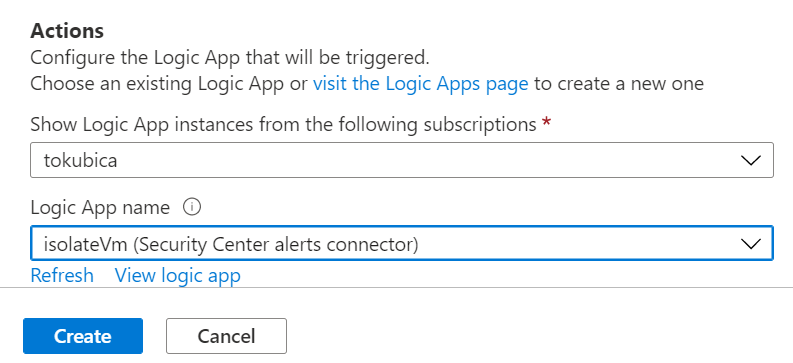 Actions
Configure the Logic App that will be triggered.
Choose an existing Logic App or visit the Logic Apps page to create a new one
Show Logic App instances from the following subscriptions *
tokubica
Logic App name
isolateVm (Security Center alerts connector)
Refresh View logic app
Create Cancel